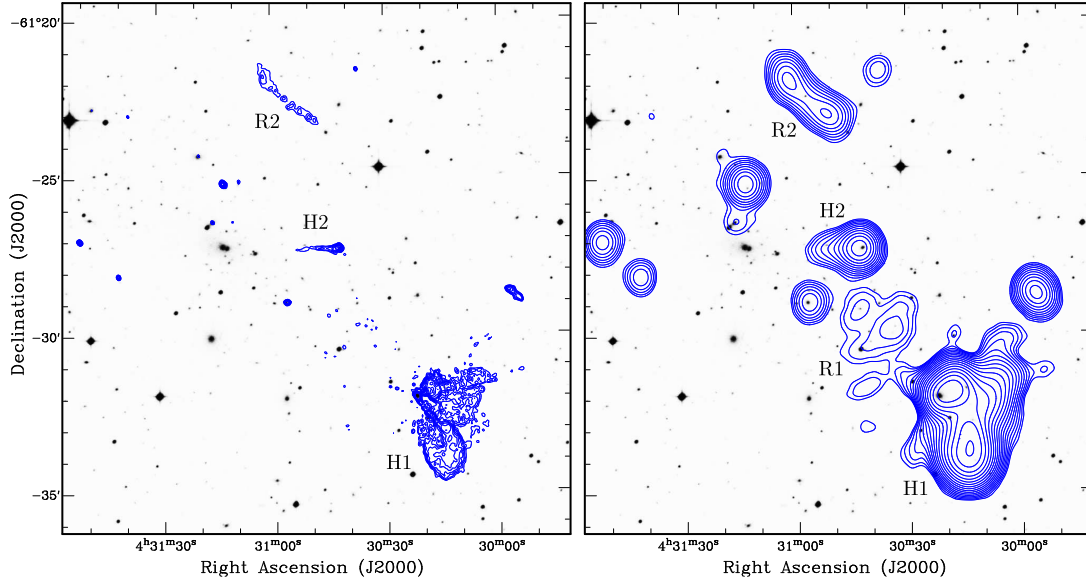 −61°20′
25′
30′
35′
Declination (J2000)
R2
H2
H1
4ʰ31ᵐ30ˢ
31ᵐ00ˢ
30ᵐ30ˢ
30ᵐ00ˢ
Right Ascension (J2000)
R2
H2
R1
H1
4ʰ31ᵐ30ˢ
31ᵐ00ˢ
30ᵐ30ˢ
30ᵐ00ˢ
Right Ascension (J2000)